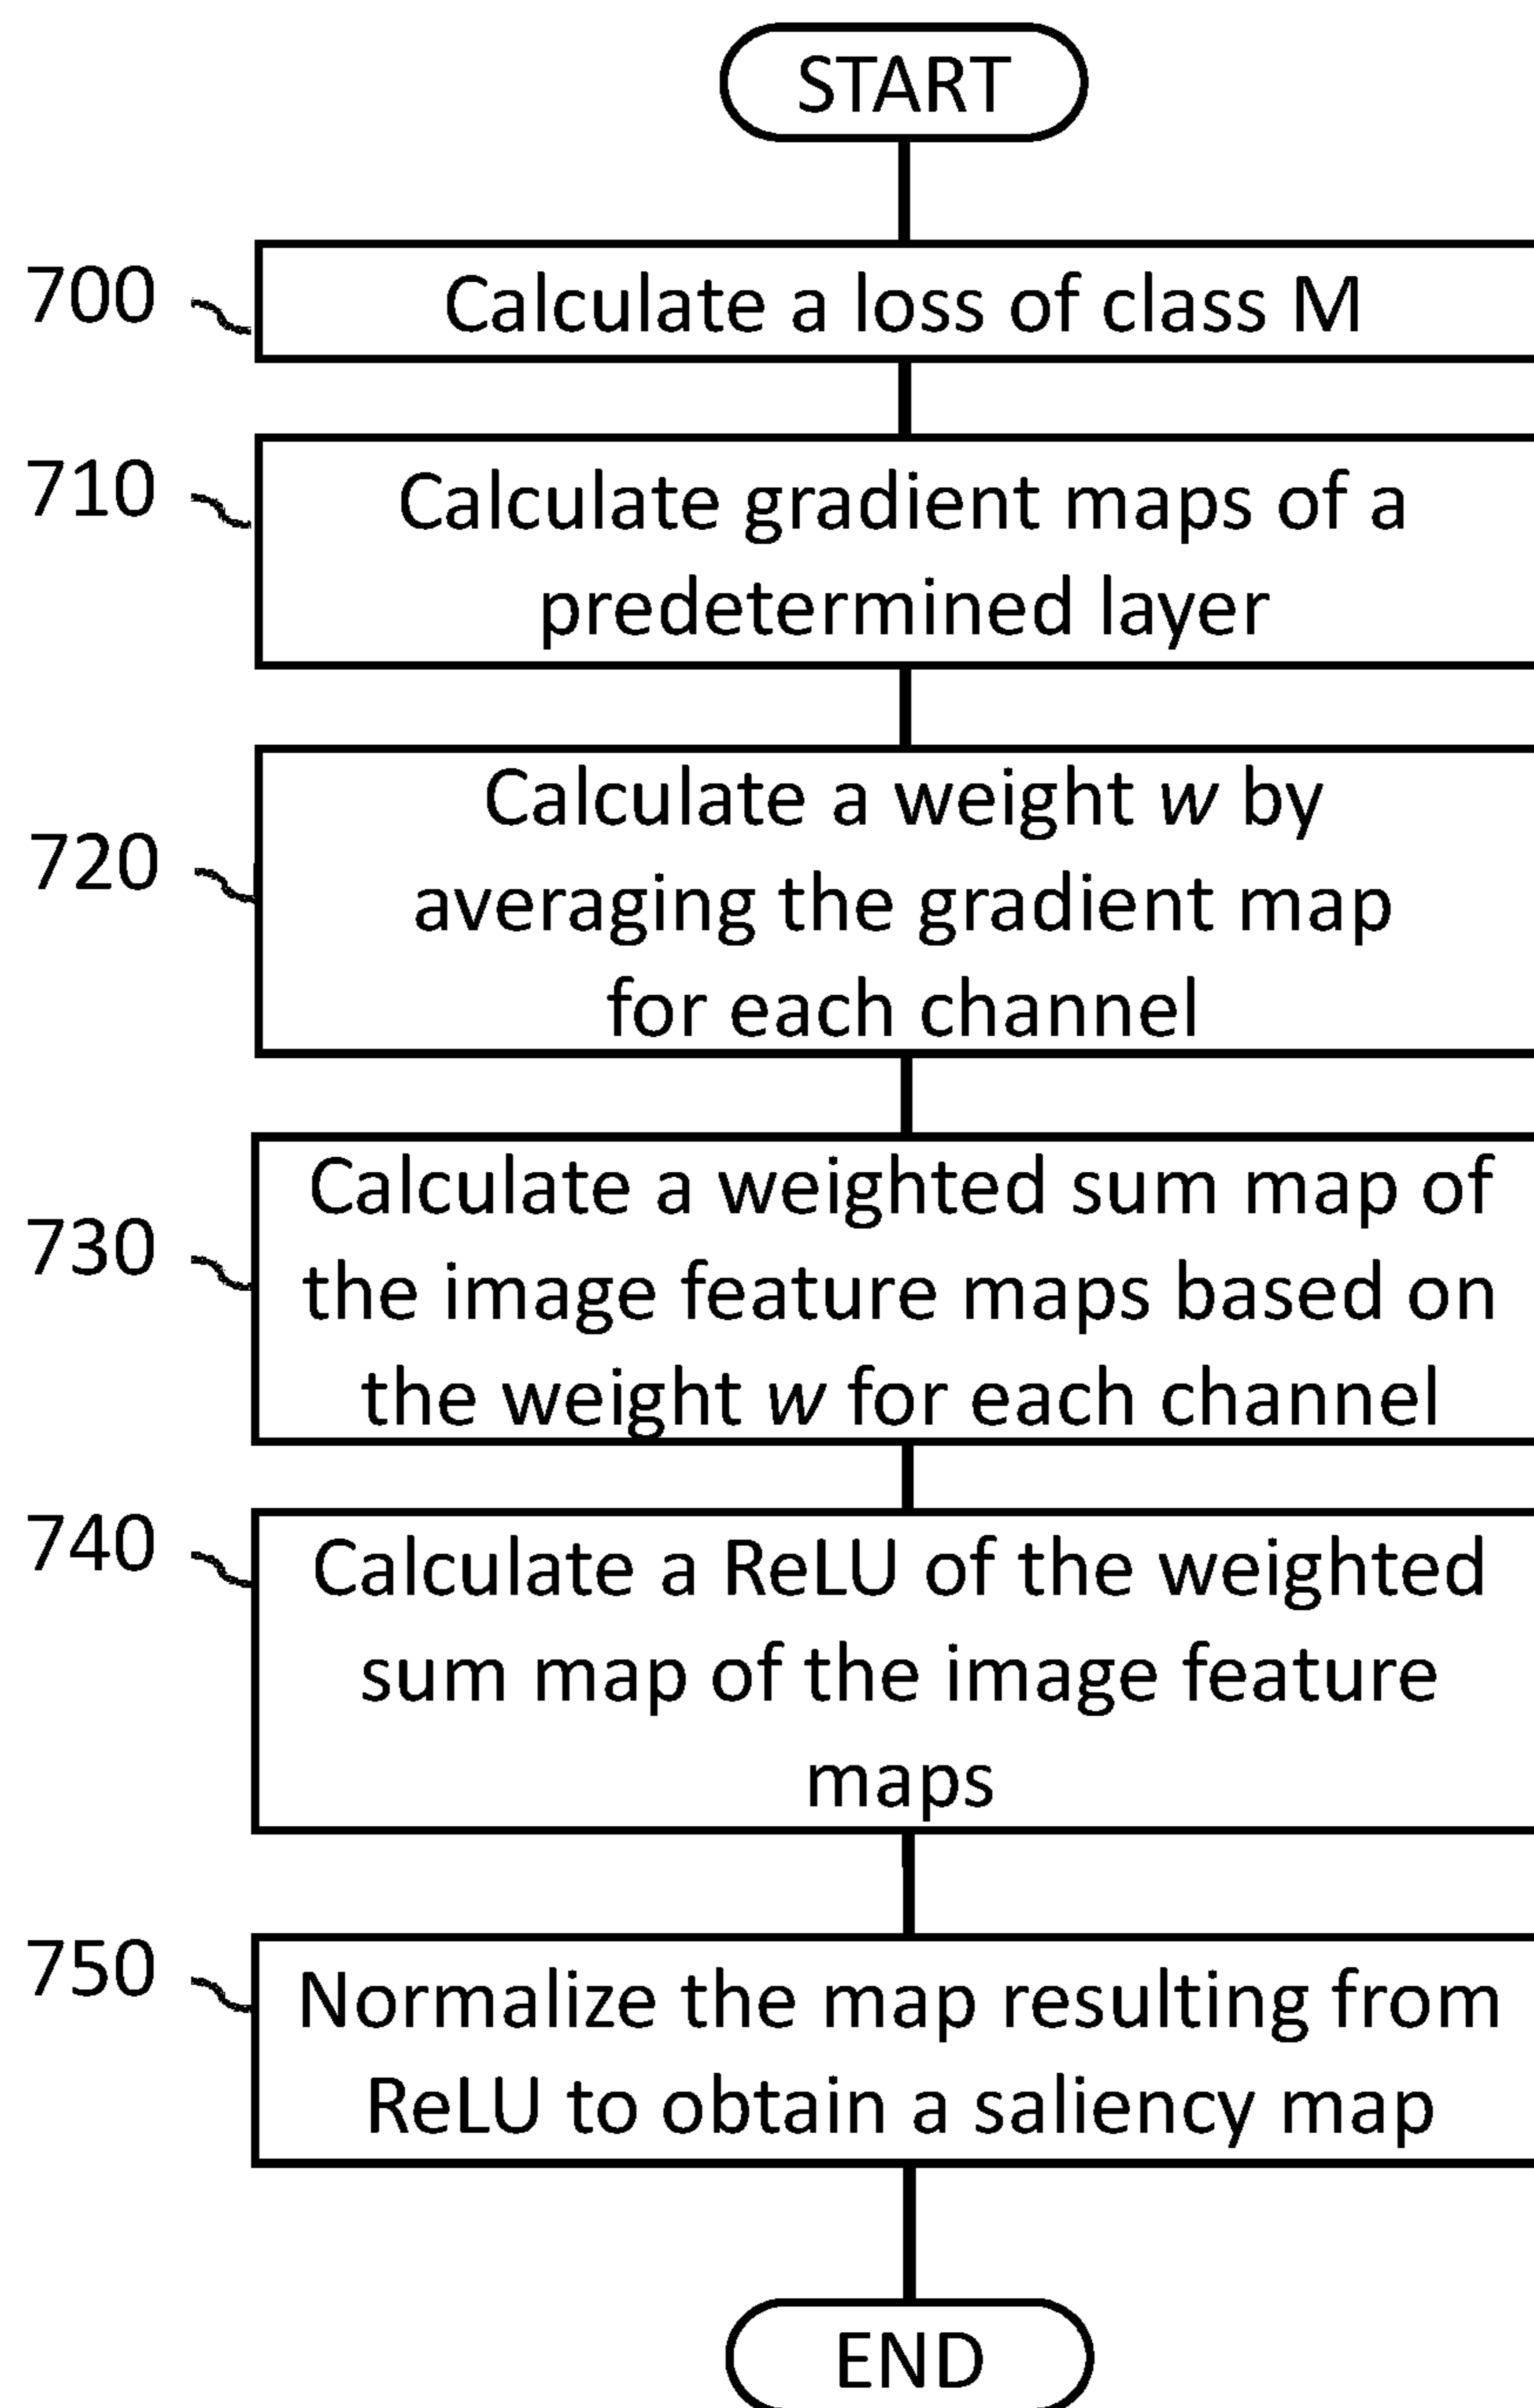 START
700
Calculate a loss of class M
710
Calculate gradient maps of a
predetermined layer
720
Calculate a weight w by
averaging the gradient map
for each channel
730
Calculate a weighted sum map of
the image feature maps based on
the weight w for each channel
740
Calculate a ReLU of the weighted
sum map of the image feature
maps
750
Normalize the map resulting from
ReLU to obtain a saliency map
END